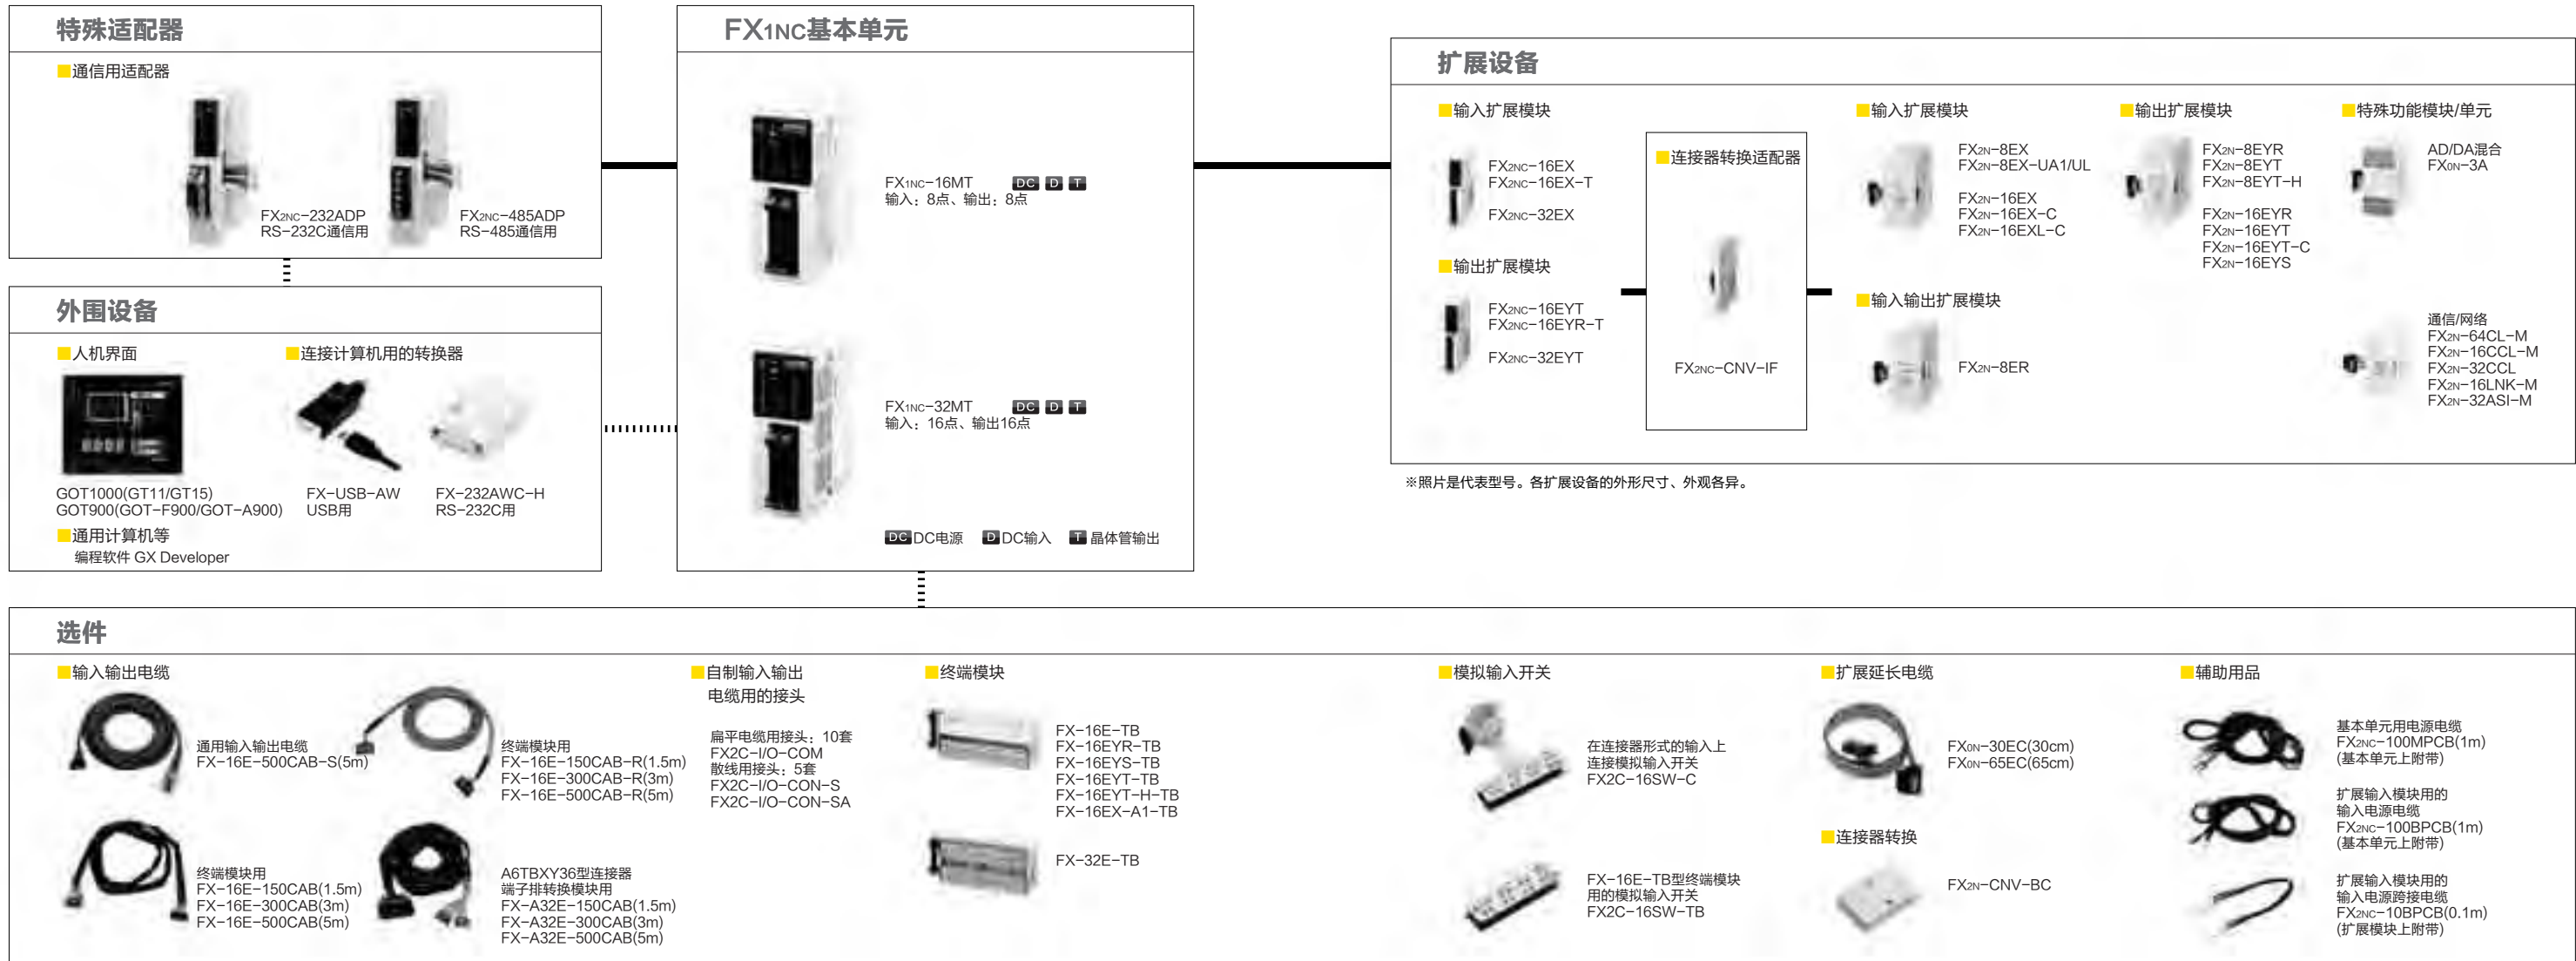 特殊适配器
■通信用适配器
FX2NC-232ADP
RS-232C通信用
FX2NC-485ADP
RS-485通信用
外围设备
■人机界面
GOT1000(GT11/GT15)
GOT900(GOT-F900/GOT-A900)
■连接计算机用的转换器
FX-USB-AW
USB用
FX-232AWC-H
RS-232C用
■通用计算机等
编程软件 GX Developer
FX1NC基本单元
FX1NC-16MT DC D T
输入：8点、输出：8点
FX1NC-32MT DC D T
输入：16点、输出16点
DC DC电源 D DC输入 T 晶体管输出
扩展设备
■输入扩展模块
FX2NC-16EX
FX2NC-16EX-T
FX2NC-32EX
■输出扩展模块
FX2NC-16EYT
FX2NC-16EYR-T
FX2NC-32EYT
■连接器转换适配器
FX2NC-CNV-IF
■输入扩展模块
FX2N-8EX
FX2N-8EX-UA1/UL
FX2N-16EX
FX2N-16EX-C
FX2N-16EXL-C
■输入输出扩展模块
FX2N-8ER
■输出扩展模块
FX2N-8EYR
FX2N-8EYT
FX2N-8EYT-H
FX2N-16EYR
FX2N-16EYT
FX2N-16EYT-C
FX2N-16EYS
■特殊功能模块/单元
AD/DA混合
FX0N-3A
通信/网络
FX2N-64CL-M
FX2N-16CCL-M
FX2N-32CCL
FX2N-16LNK-M
FX2N-32ASI-M
※照片是代表型号。各扩展设备的外形尺寸、外观各异。
选件
■输入输出电缆
通用输入输出电缆
FX-16E-500CAB-S(5m)
终端模块用
FX-16E-150CAB-R(1.5m)
FX-16E-300CAB-R(3m)
FX-16E-500CAB-R(5m)
终端模块用
FX-16E-150CAB(1.5m)
FX-16E-300CAB(3m)
FX-16E-500CAB(5m)
A6TBXY36型连接器
端子排转换模块用
FX-A32E-150CAB(1.5m)
FX-A32E-300CAB(3m)
FX-A32E-500CAB(5m)
■自制输入输出
电缆用的接头
扁平电缆用接头：10套
FX2C-I/O-COM
散线用接头：5套
FX2C-I/O-CON-S
FX2C-I/O-CON-SA
■终端模块
FX-16E-TB
FX-16EYR-TB
FX-16EYS-TB
FX-16EYT-TB
FX-16EYT-H-TB
FX-16EX-A1-TB
FX-32E-TB
■模拟输入开关
在连接器形式的输入上
连接模拟输入开关
FX2C-16SW-C
FX-16E-TB型终端模块
用的模拟输入开关
FX2C-16SW-TB
■扩展延长电缆
FX0N-30EC(30cm)
FX0N-65EC(65cm)
■连接器转换
FX2N-CNV-BC
■辅助用品
基本单元用电源电缆
FX2NC-100MPCB(1m)
(基本单元上附带)
扩展输入模块用的
输入电源电缆
FX2NC-100BPCB(1m)
(基本单元上附带)
扩展输入模块用的
输入电源跨接电缆
FX2NC-10BPCB(0.1m)
(扩展模块上附带)